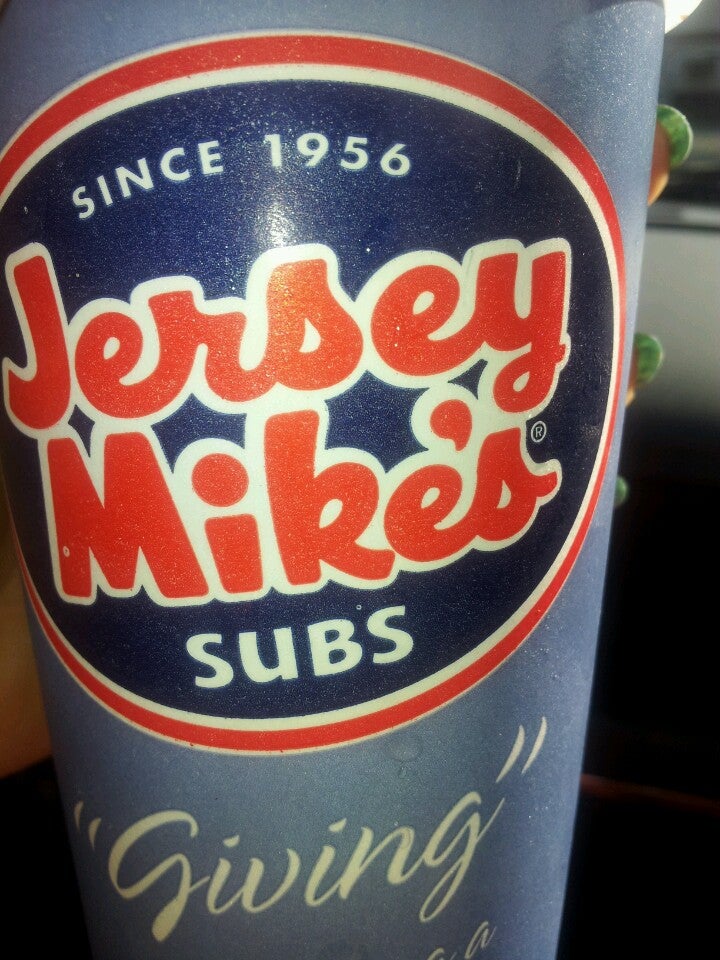 SINCE 1956
Jersey
Mike's®
SUBS
"Giving"